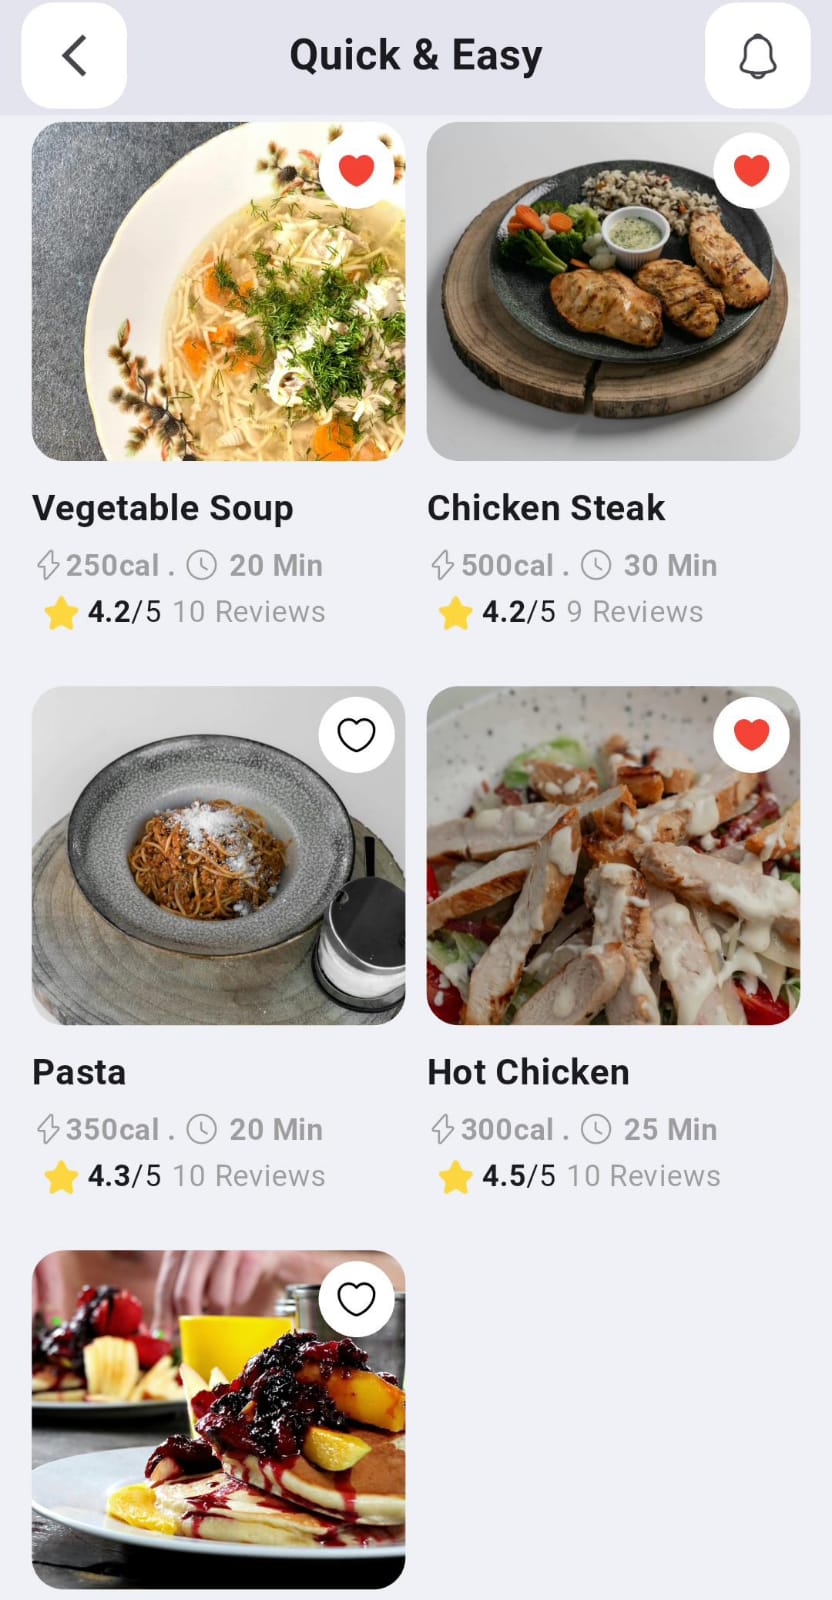 Quick & Easy
Vegetable Soup
250cal . 20 Min
4.2/5 10 Reviews
Chicken Steak
500cal . 30 Min
4.2/5 9 Reviews
Pasta
350cal . 20 Min
4.3/5 10 Reviews
Hot Chicken
300cal . 25 Min
4.5/5 10 Reviews